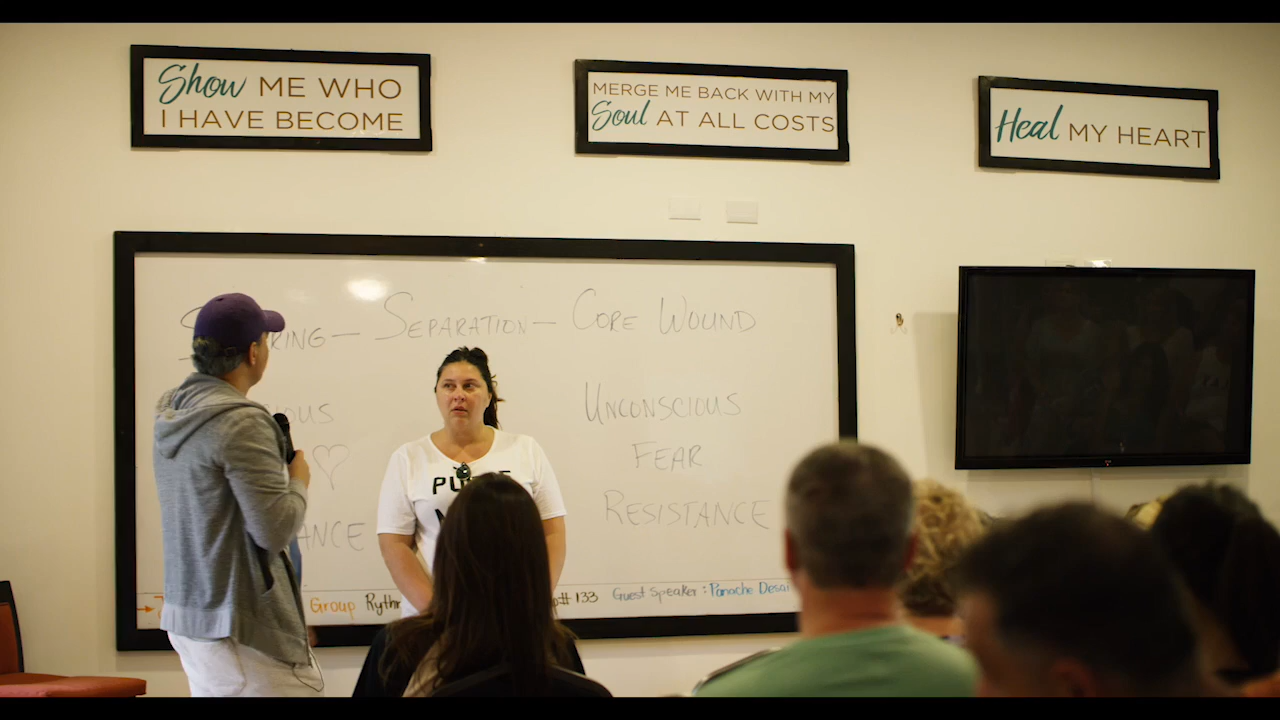 Show ME WHO
I HAVE BECOME
MERGE ME BACK WITH MY
Soul AT ALL COSTS
Heal MY HEART
— SEPARATION — CORE WOUND
UNCONSCIOUS
FEAR
RESISTANCE
Group # 133 Guest Speaker : Panache Desai